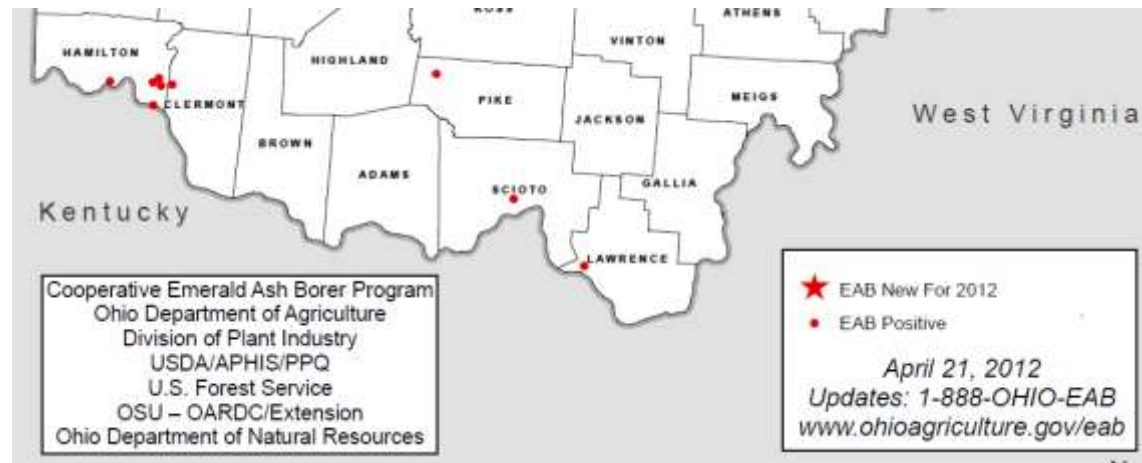 ROSS
ATHENS
VINTON
HAMILTON
HIGHLAND
PIKE
MEIGS
CLERMONT
JACKSON
West Virginia
BROWN
ADAMS
SCIOTO
GALLIA
Kentucky
LAWRENCE
Cooperative Emerald Ash Borer Program
Ohio Department of Agriculture
Division of Plant Industry
USDA/APHIS/PPQ
U.S. Forest Service
OSU – OARDC/Extension
Ohio Department of Natural Resources
EAB New For 2012
EAB Positive
April 21, 2012
Updates: 1-888-OHIO-EAB
www.ohioagriculture.gov/eab